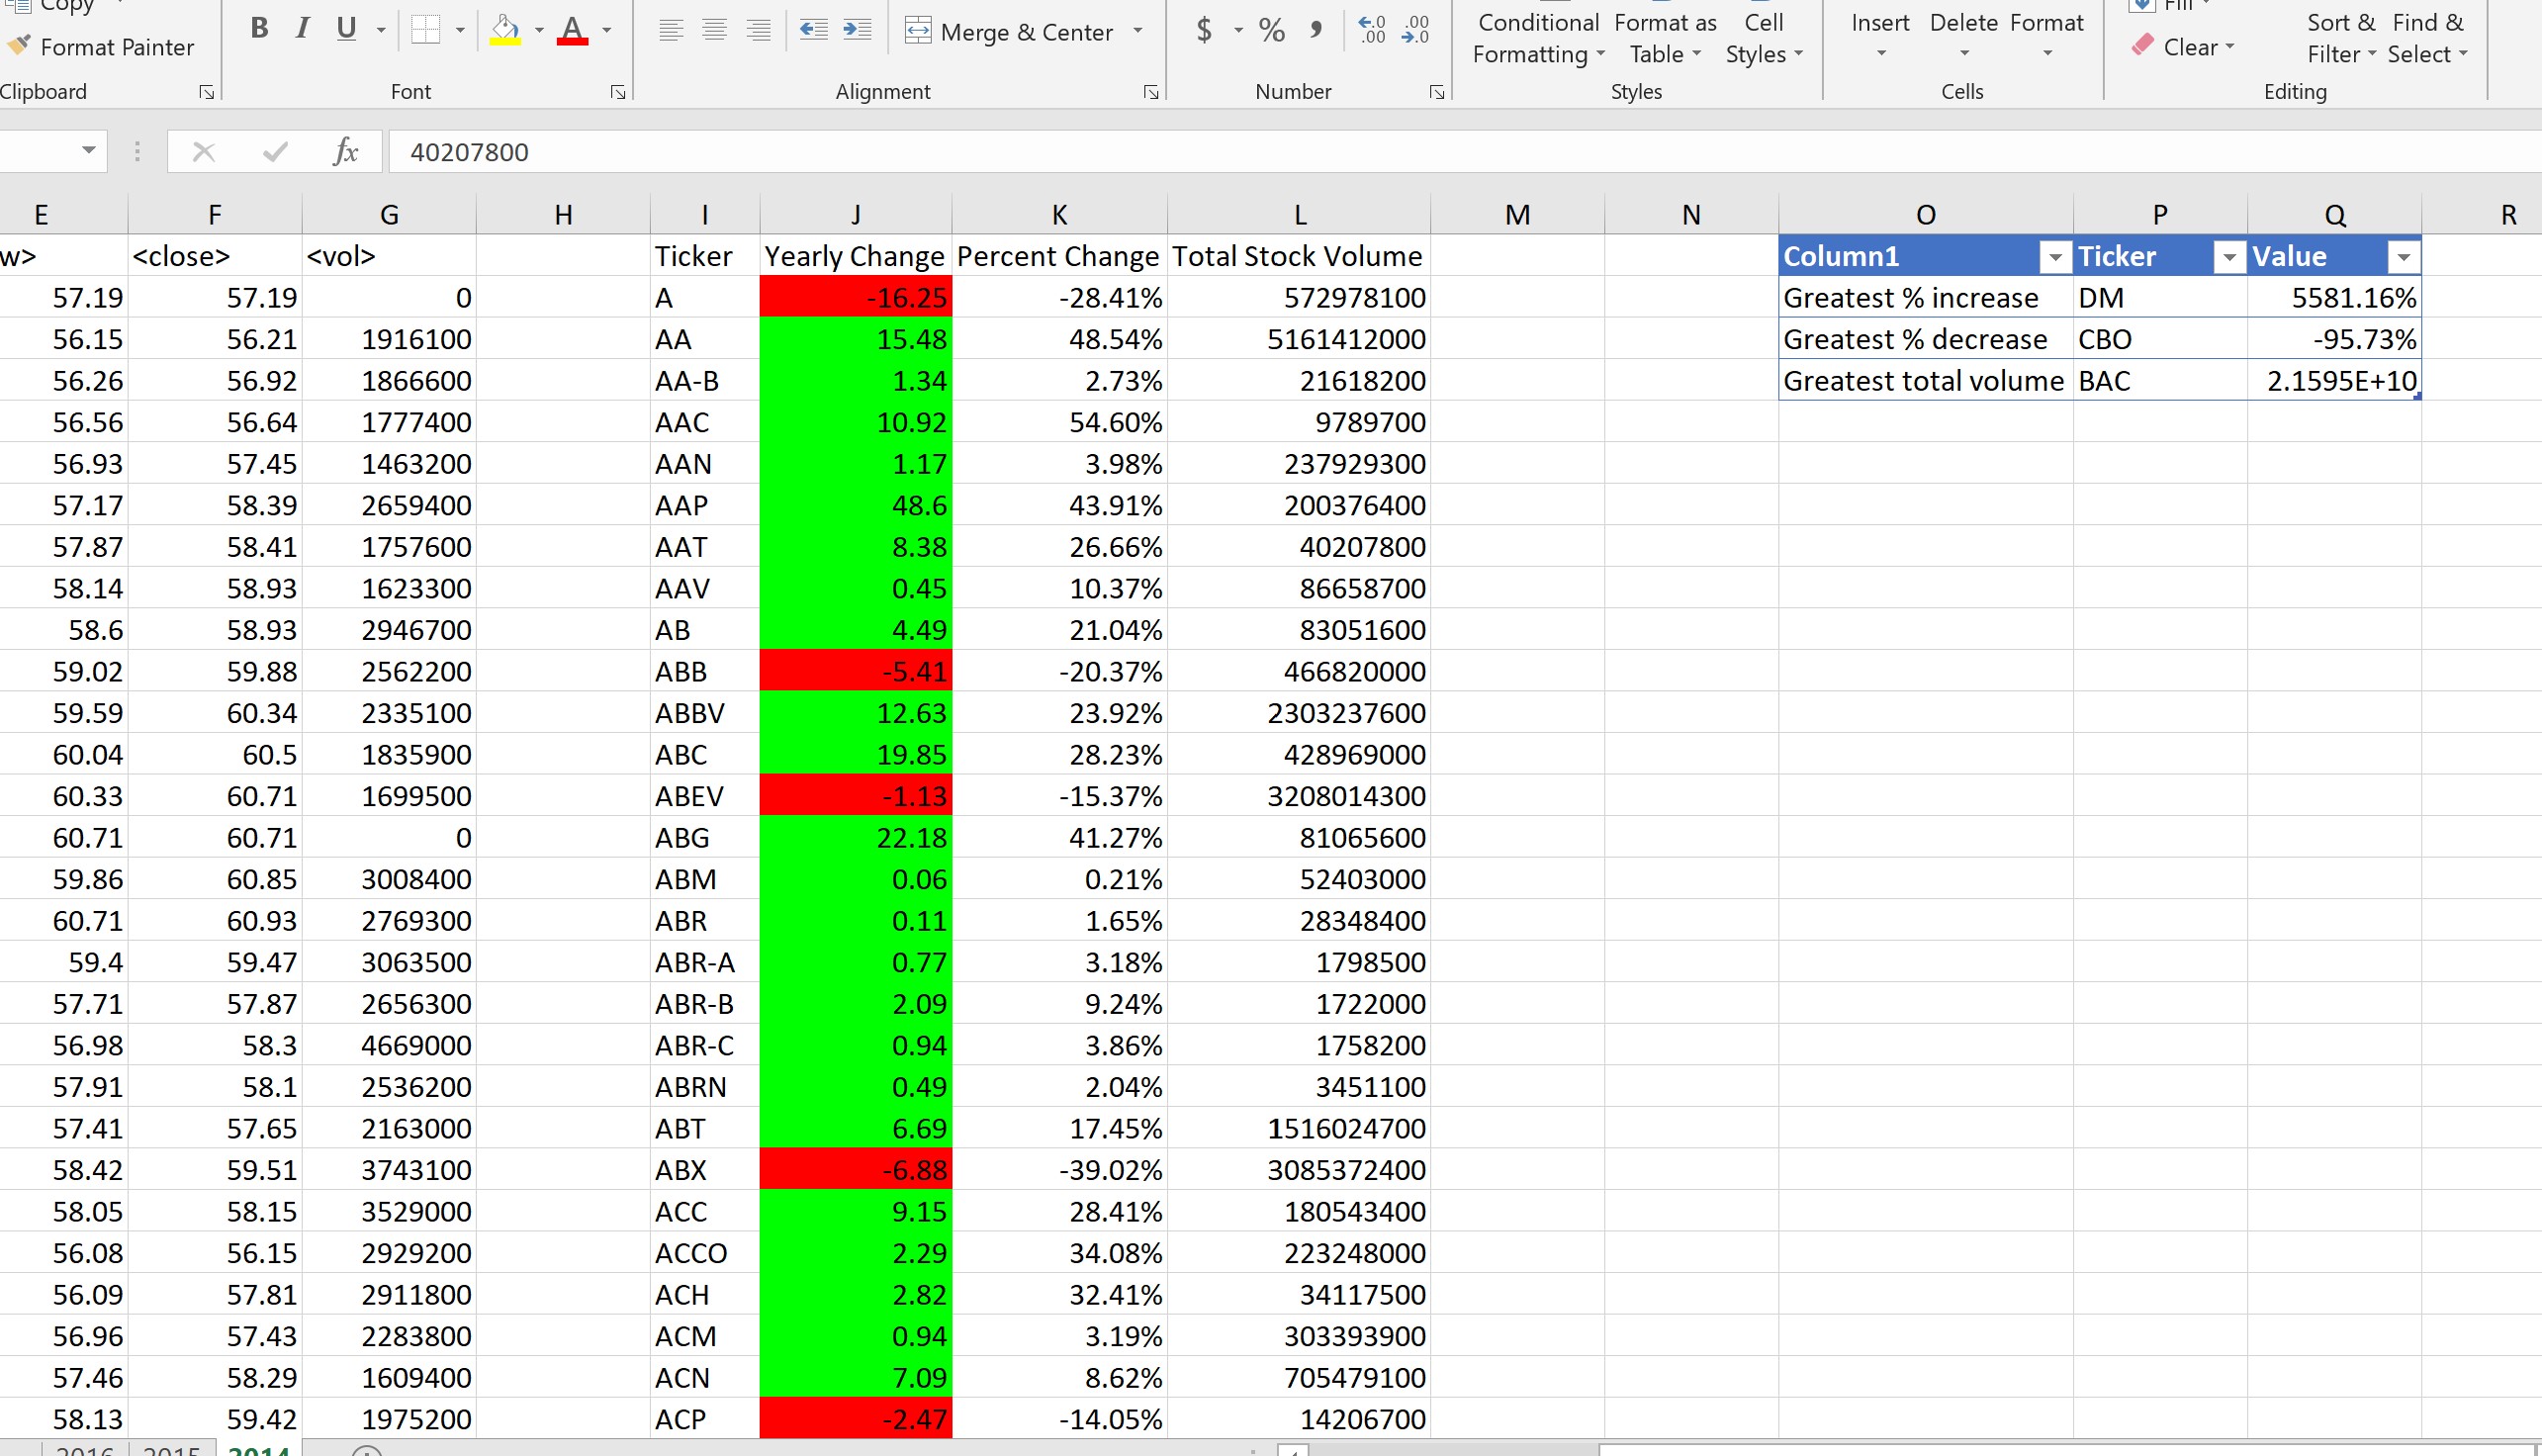 Copy
Format Painter
B I U A
Merge & Center
$ % , .0 .00 .00 .0
Conditional Formatting
Format as Table
Cell Styles
Insert Delete Format
Fill
Clear
Sort & Filter
Find & Select
Clipboard Font Alignment Number Styles Cells Editing
fx 40207800
E F G H I J K L M N O P Q R
w> <close> <vol> Ticker Yearly Change Percent Change Total Stock Volume Column1 Ticker Value
57.19 57.19 0 A -16.25 -28.41% 572978100 Greatest % increase DM 5581.16%
56.15 56.21 1916100 AA 15.48 48.54% 5161412000 Greatest % decrease CBO -95.73%
56.26 56.92 1866600 AA-B 1.34 2.73% 21618200 Greatest total volume BAC 2.1595E+10
56.56 56.64 1777400 AAC 10.92 54.60% 9789700
56.93 57.45 1463200 AAN 1.17 3.98% 237929300
57.17 58.39 2659400 AAP 48.6 43.91% 200376400
57.87 58.41 1757600 AAT 8.38 26.66% 40207800
58.14 58.93 1623300 AAV 0.45 10.37% 86658700
58.6 58.93 2946700 AB 4.49 21.04% 83051600
59.02 59.88 2562200 ABB -5.41 -20.37% 466820000
59.59 60.34 2335100 ABBV 12.63 23.92% 2303237600
60.04 60.5 1835900 ABC 19.85 28.23% 428969000
60.33 60.71 1699500 ABEV -1.13 -15.37% 3208014300
60.71 60.71 0 ABG 22.18 41.27% 81065600
59.86 60.85 3008400 ABM 0.06 0.21% 52403000
60.71 60.93 2769300 ABR 0.11 1.65% 28348400
59.4 59.47 3063500 ABR-A 0.77 3.18% 1798500
57.71 57.87 2656300 ABR-B 2.09 9.24% 1722000
56.98 58.3 4669000 ABR-C 0.94 3.86% 1758200
57.91 58.1 2536200 ABRN 0.49 2.04% 3451100
57.41 57.65 2163000 ABT 6.69 17.45% 1516024700
58.42 59.51 3743100 ABX -6.88 -39.02% 3085372400
58.05 58.15 3529000 ACC 9.15 28.41% 180543400
56.08 56.15 2929200 ACCO 2.29 34.08% 223248000
56.09 57.81 2911800 ACH 2.82 32.41% 34117500
56.96 57.43 2283800 ACM 0.94 3.19% 303393900
57.46 58.29 1609400 ACN 7.09 8.62% 705479100
58.13 59.42 1975200 ACP -2.47 -14.05% 14206700
2016 2015 2014